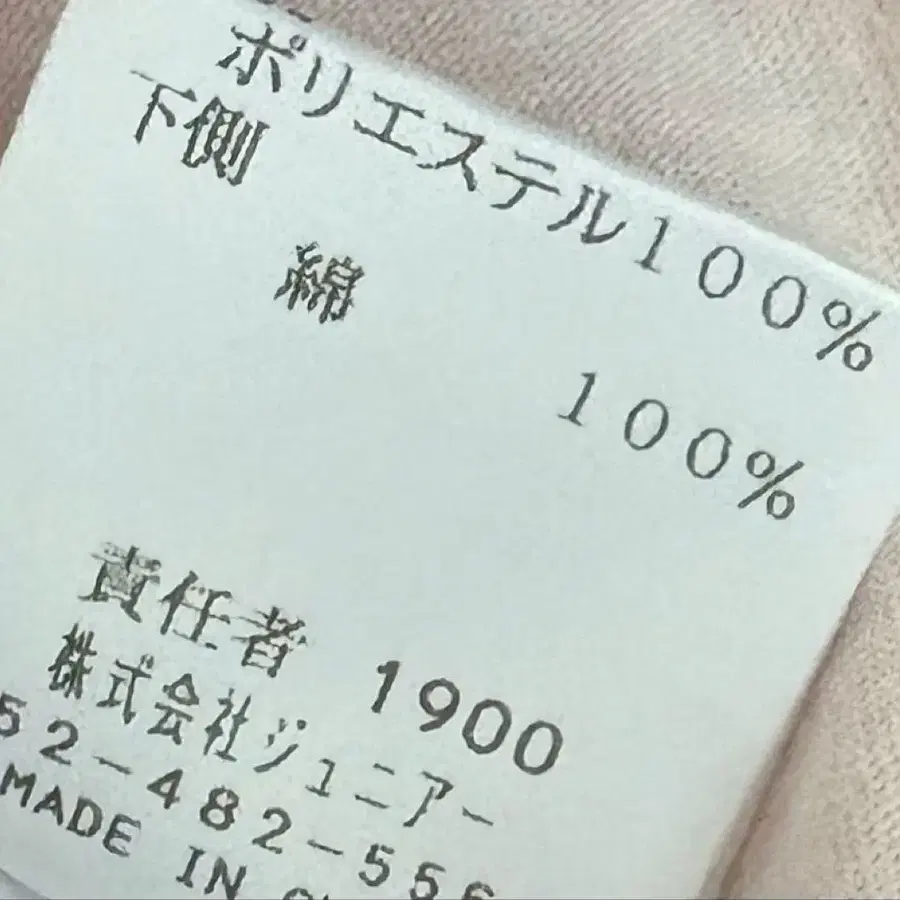 ポリエステル100%
下側
綿 100%
責任者 1900
株式会社ジュニアー
52-482-556
MADE IN